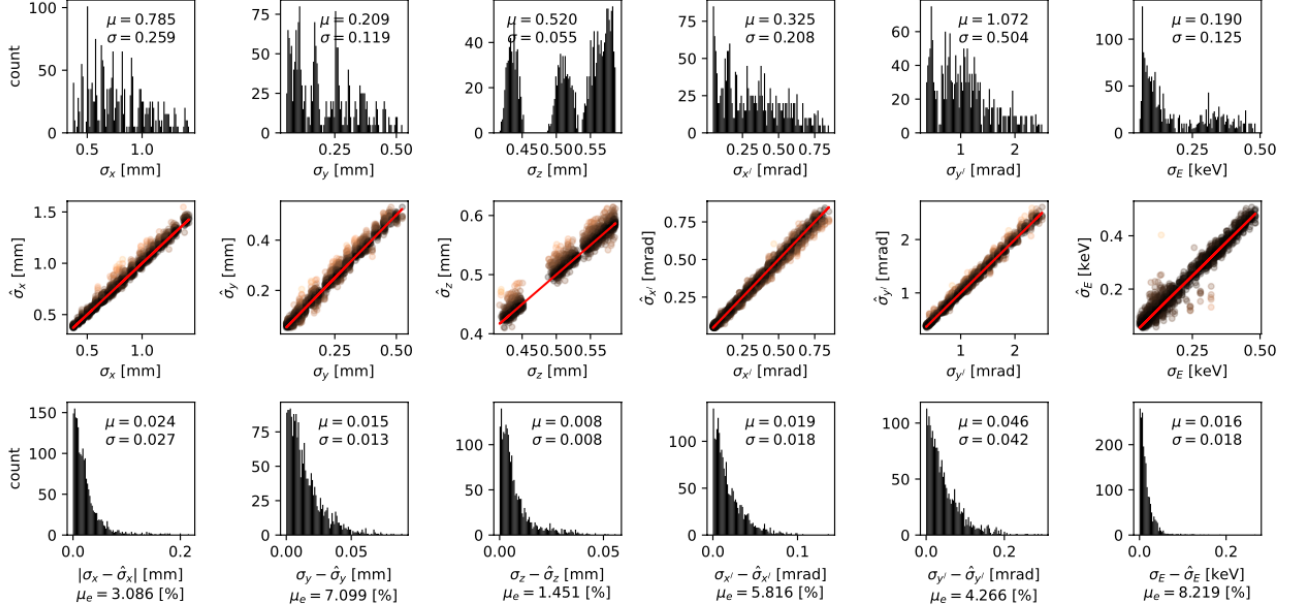 μ = 0.785
σ = 0.259
μ = 0.209
σ = 0.119
μ = 0.520
σ = 0.055
μ = 0.325
σ = 0.208
μ = 1.072
σ = 0.504
μ = 0.190
σ = 0.125
count
100
75
50
25
0
0.5 1.0
σx [mm]
75
50
25
0
0.00 0.25 0.50
σy [mm]
40
20
0
0.45 0.50 0.55
σz [mm]
75
50
25
0
0.25 0.50 0.75
σx′ [mrad]
60
40
20
0
1 2
σy′ [mrad]
100
50
0
0.25 0.50
σE [keV]
σ̂x [mm]
1.5
1.0
0.5
0.5 1.0
σx [mm]
σ̂y [mm]
0.4
0.2
0.00 0.25 0.50
σy [mm]
σ̂z [mm]
0.6
0.5
0.4
0.45 0.50 0.55
σz [mm]
σ̂x′ [mrad]
0.75
0.50
0.25
0.25 0.50 0.75
σx′ [mrad]
σ̂y′ [mrad]
2
1
1 2
σy′ [mrad]
σ̂E [keV]
0.4
0.2
0.25 0.50
σE [keV]
μ = 0.024
σ = 0.027
μ = 0.015
σ = 0.013
μ = 0.008
σ = 0.008
μ = 0.019
σ = 0.018
μ = 0.046
σ = 0.042
μ = 0.016
σ = 0.018
count
150
100
50
0
0.0 0.2
|σx − σ̂x| [mm]
μe = 3.086 [%]
75
50
25
0
0.00 0.05
σy − σ̂y [mm]
μe = 7.099 [%]
100
50
0
0.00 0.05
σz − σ̂z [mm]
μe = 1.451 [%]
100
50
0
0.0 0.1
σx′ − σ̂x′ [mrad]
μe = 5.816 [%]
100
50
0
0.0 0.2
σy′ − σ̂y′ [mrad]
μe = 4.266 [%]
200
100
0
0.0 0.2
σE − σ̂E [keV]
μe = 8.219 [%]